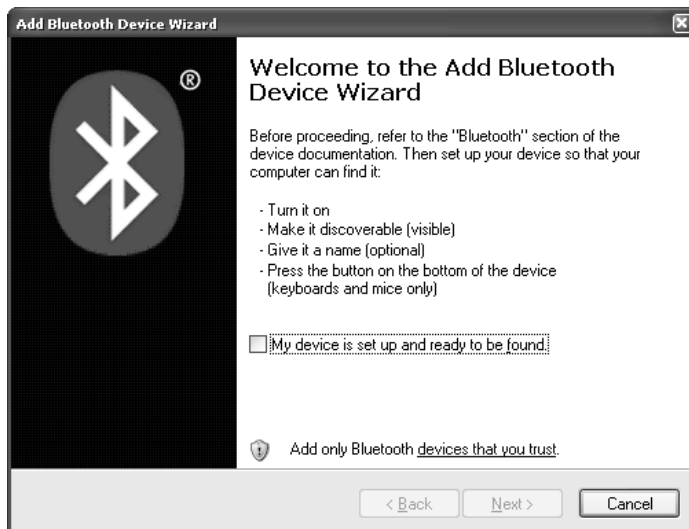 Add Bluetooth Device Wizard
®
Welcome to the Add Bluetooth
Device Wizard
Before proceeding, refer to the "Bluetooth" section of the
device documentation. Then set up your device so that your
computer can find it:
- Turn it on
- Make it discoverable (visible)
- Give it a name (optional)
- Press the button on the bottom of the device
(keyboards and mice only)
My device is set up and ready to be found.
Add only Bluetooth devices that you trust.
< Back Next > Cancel